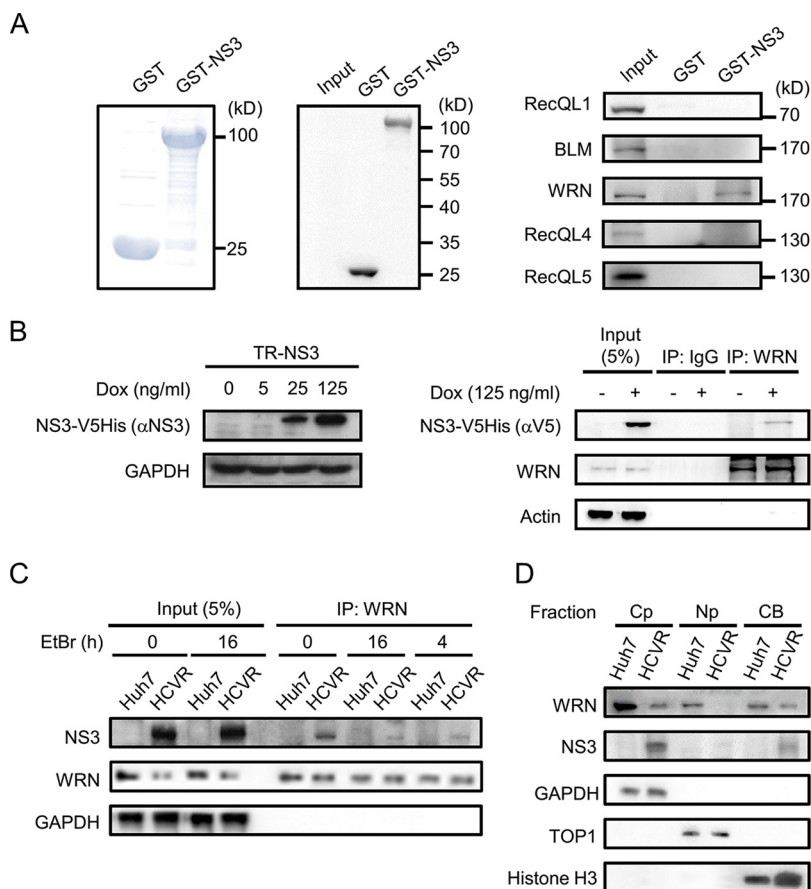 A
GST GST-NS3
(kD)
100
25
Input GST GST-NS3
(kD)
100
70
55
40
35
25
Input GST GST-NS3
(kD)
RecQL1 70
BLM 170
WRN 170
RecQL4 130
RecQL5 130
B
TR-NS3
Dox (ng/ml) 0 5 25 125
NS3-V5His (αNS3)
GAPDH
Input (5%) IP: IgG IP: WRN
Dox (125 ng/ml) - + - + - +
NS3-V5His (αV5)
WRN
Actin
C
Input (5%) IP: WRN
EtBr (h) 0 16 0 16 4
Huh7 HCVR Huh7 HCVR Huh7 HCVR Huh7 HCVR Huh7 HCVR
NS3
WRN
GAPDH
D
Fraction Cp Np CB
Huh7 HCVR Huh7 HCVR Huh7 HCVR
WRN
NS3
GAPDH
TOP1
Histone H3